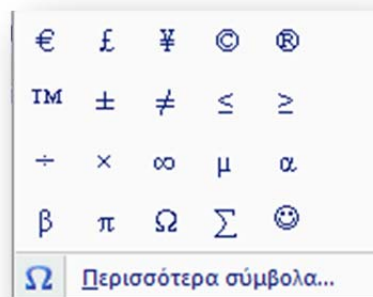 € £ ¥ © ®
™ ± ≠ ≤ ≥
÷ × ∞ µ α
β π Ω ∑ ☺
Ω Περισσότερα σύμβολα...